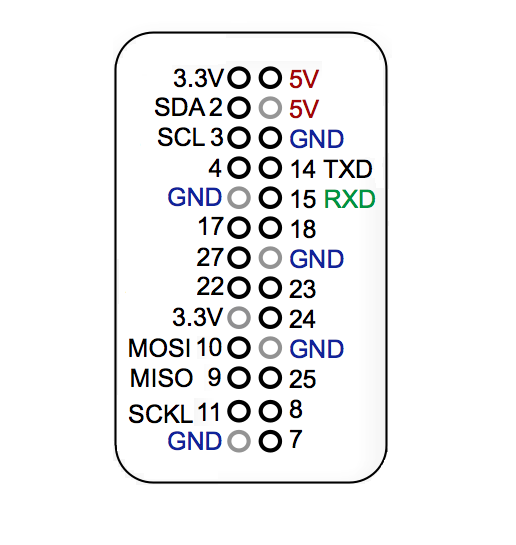 3.3V 5V
SDA 2 5V
SCL 3 GND
4 14 TXD
GND 15 RXD
17 18
27 GND
22 23
3.3V 24
MOSI 10 GND
MISO 9 25
SCKL 11 8
GND 7